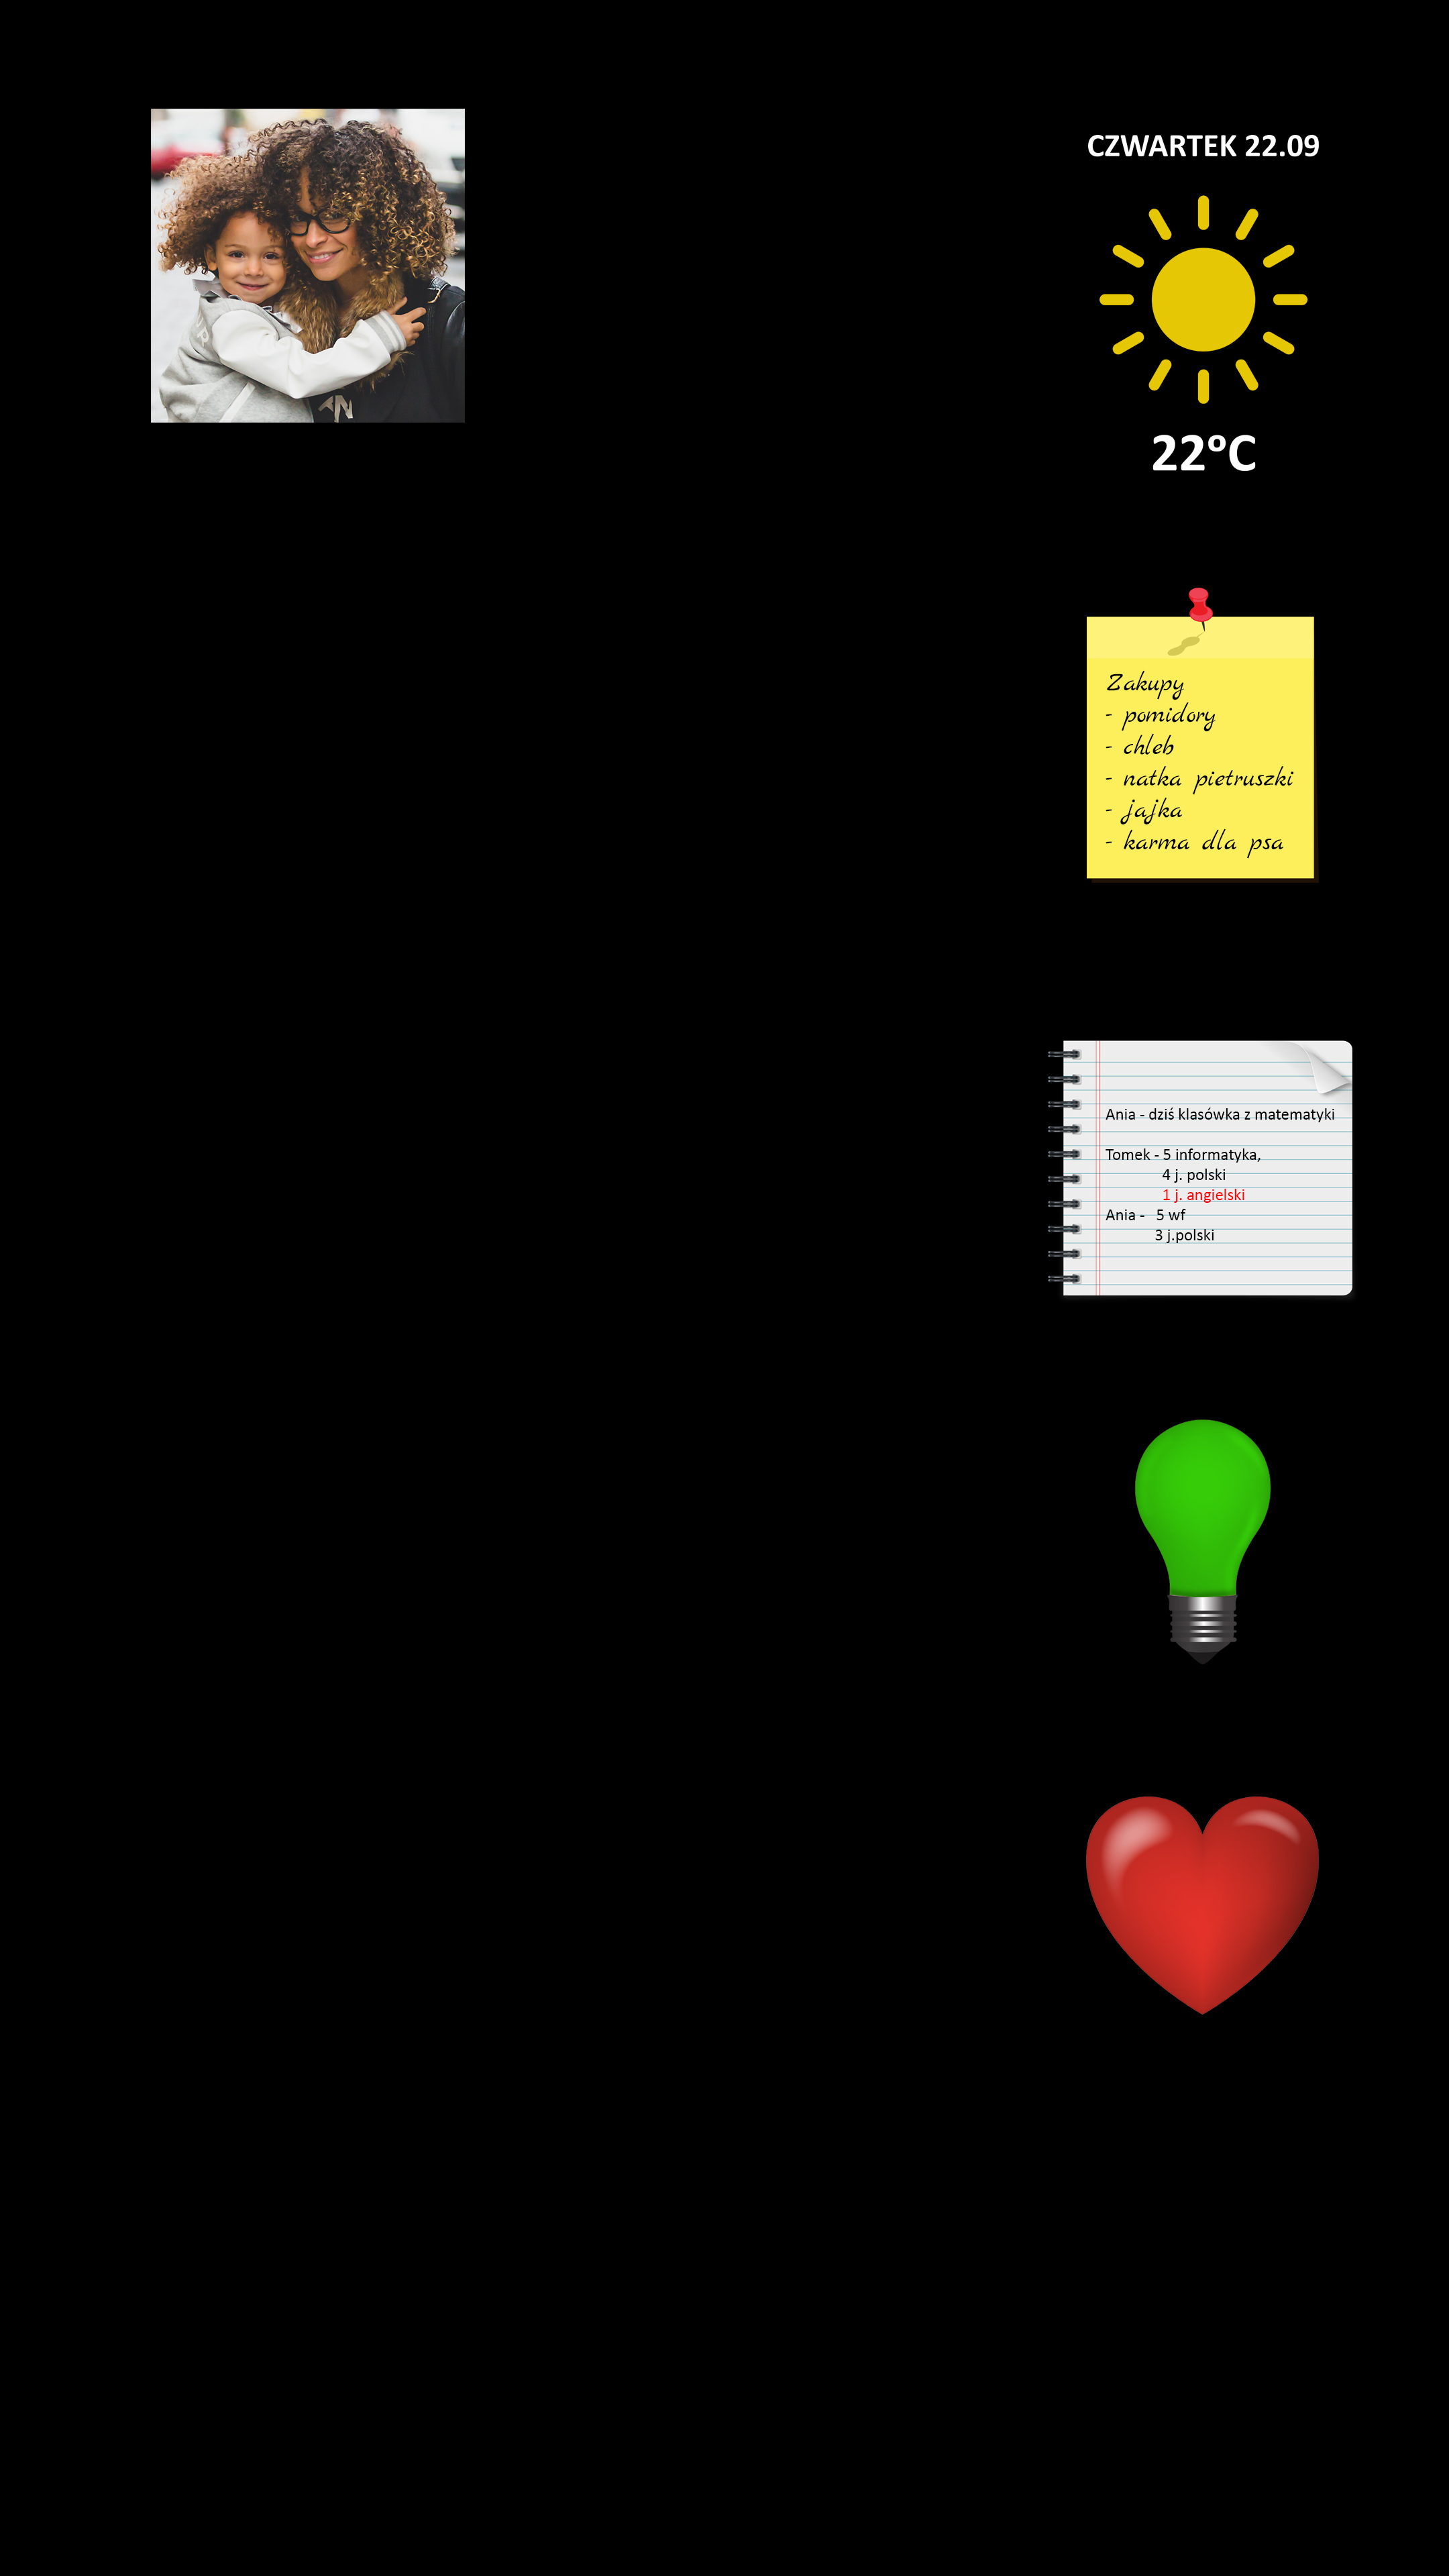 CZWARTEK 22.09
22°C
Zakupy
- pomidory
- chleb
- natka pietruszki
- jajka
- karma dla psa
Ania - dziś klasówka z matematyki
Tomek - 5 informatyka,
4 j. polski
1 j. angielski
Ania - 5 wf
3 j.polski